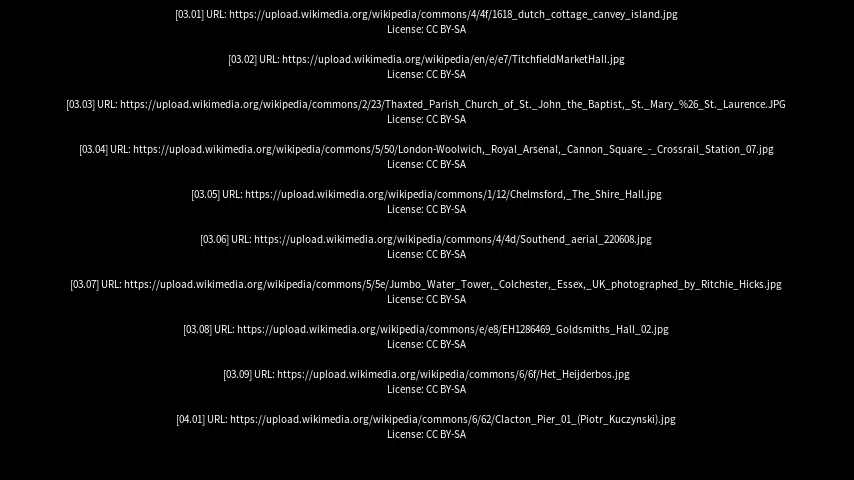 [03.01] URL: https://upload.wikimedia.org/wikipedia/commons/4/4f/1618_dutch_cottage_canvey_island.jpg
License: CC BY-SA
[03.02] URL: https://upload.wikimedia.org/wikipedia/en/e/e7/TitchfieldMarketHall.jpg
License: CC BY-SA
[03.03] URL: https://upload.wikimedia.org/wikipedia/commons/2/23/Thaxted_Parish_Church_of_St._John_the_Baptist,_St._Mary_%26_St._Laurence.JPG
License: CC BY-SA
[03.04] URL: https://upload.wikimedia.org/wikipedia/commons/5/50/London-Woolwich,_Royal_Arsenal,_Cannon_Square_-_Crossrail_Station_07.jpg
License: CC BY-SA
[03.05] URL: https://upload.wikimedia.org/wikipedia/commons/1/12/Chelmsford,_The_Shire_Hall.jpg
License: CC BY-SA
[03.06] URL: https://upload.wikimedia.org/wikipedia/commons/4/4d/Southend_aerial_220608.jpg
License: CC BY-SA
[03.07] URL: https://upload.wikimedia.org/wikipedia/commons/5/5e/Jumbo_Water_Tower,_Colchester,_Essex,_UK_photographed_by_Ritchie_Hicks.jpg
License: CC BY-SA
[03.08] URL: https://upload.wikimedia.org/wikipedia/commons/e/e8/EH1286469_Goldsmiths_Hall_02.jpg
License: CC BY-SA
[03.09] URL: https://upload.wikimedia.org/wikipedia/commons/6/6f/Het_Heijderbos.jpg
License: CC BY-SA
[04.01] URL: https://upload.wikimedia.org/wikipedia/commons/6/62/Clacton_Pier_01_(Piotr_Kuczynski).jpg
License: CC BY-SA